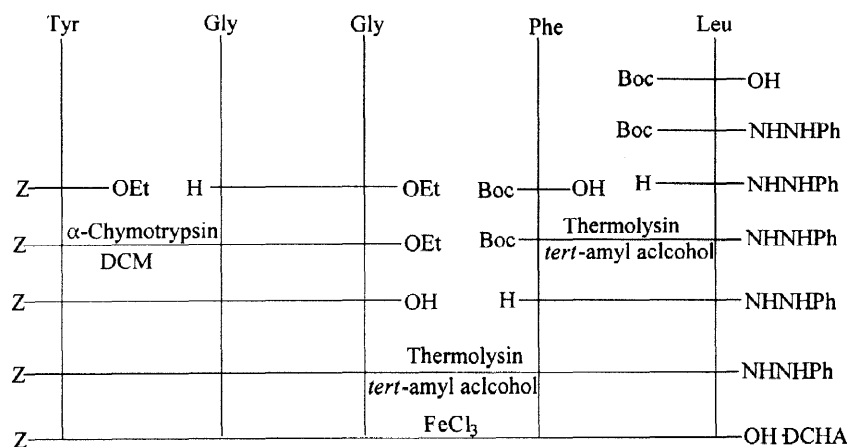 Tyr Gly Gly Phe Leu
Boc OH
Boc NHNHPh
Z OEt H OEt Boc OH H NHNHPh
α-Chymotrypsin Thermolysin
Z OEt Boc NHNHPh
DCM tert-amyl aclcohol
Z OH H NHNHPh
Thermolysin
Z NHNHPh
tert-amyl aclcohol
FeCl3
Z OH·DCHA